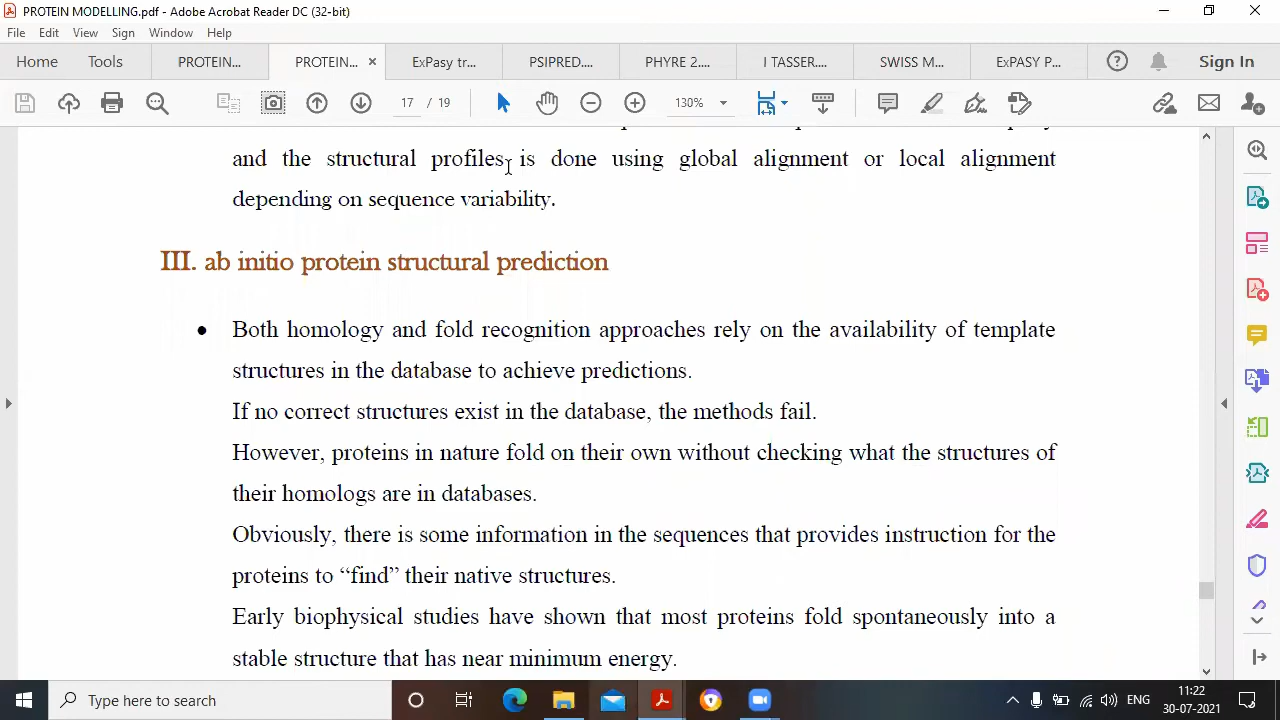 PROTEIN MODELLING.pdf - Adobe Acrobat Reader DC (32-bit)
File Edit View Sign Window Help
Home Tools PROTEIN... PROTEIN... × ExPasy tr... PSIPRED.... PHYRE 2.... I TASSER.... SWISS M... ExPASY P... Sign In
17 / 19 130%
and the structural profiles is done using global alignment or local alignment
depending on sequence variability.
III. ab initio protein structural prediction
• Both homology and fold recognition approaches rely on the availability of template
structures in the database to achieve predictions.
If no correct structures exist in the database, the methods fail.
However, proteins in nature fold on their own without checking what the structures of
their homologs are in databases.
Obviously, there is some information in the sequences that provides instruction for the
proteins to “find” their native structures.
Early biophysical studies have shown that most proteins fold spontaneously into a
stable structure that has near minimum energy.
Type here to search
ENG
11:22
30-07-2021